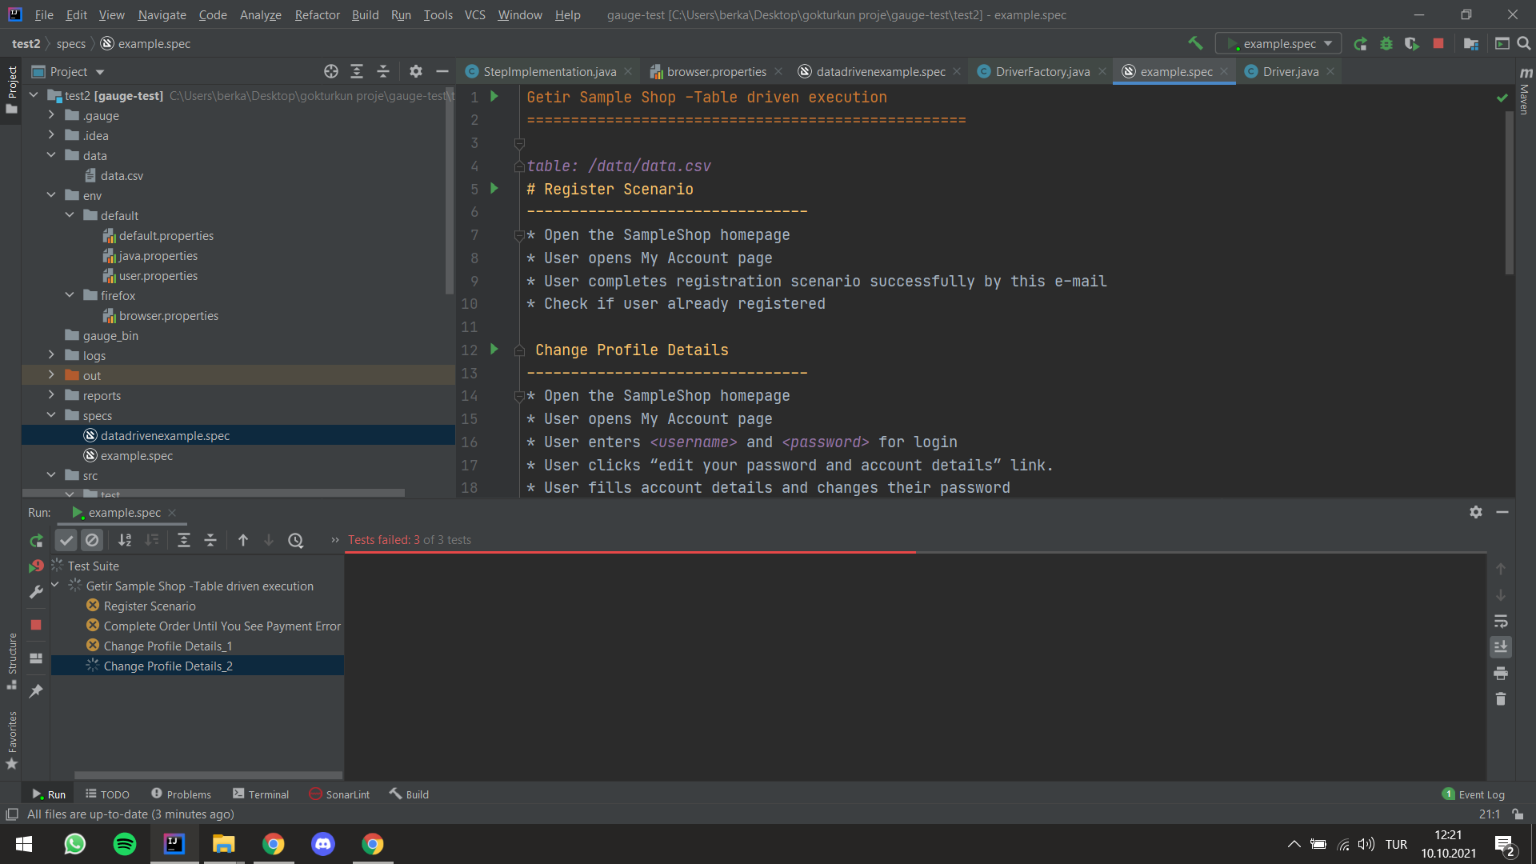 File Edit View Navigate Code Analyze Refactor Build Run Tools VCS Window Help gauge-test [C:\Users\berka\Desktop\gokturkun proje\gauge-test\test2] - example.spec
test2 specs example.spec
example.spec
Project
StepImplementation.java browser.properties datadrivenexample.spec DriverFactory.java example.spec Driver.java
Project
Maven
test2 [gauge-test] C:\Users\berka\Desktop\gokturkun proje\gauge-test\t
.gauge
.idea
data
data.csv
env
default
default.properties
java.properties
user.properties
firefox
browser.properties
gauge_bin
logs
out
reports
specs
datadrivenexample.spec
example.spec
src
test
1 Getir Sample Shop -Table driven execution
2 ==================================================
3
4 table: /data/data.csv
5 # Register Scenario
6 --------------------------------
7 * Open the SampleShop homepage
8 * User opens My Account page
9 * User completes registration scenario successfully by this e-mail
10 * Check if user already registered
11
12 Change Profile Details
13 --------------------------------
14 * Open the SampleShop homepage
15 * User opens My Account page
16 * User enters <username> and <password> for login
17 * User clicks “edit your password and account details” link.
18 * User fills account details and changes their password
Run: example.spec
Tests failed: 3 of 3 tests
Test Suite
Getir Sample Shop -Table driven execution
Register Scenario
Complete Order Until You See Payment Error
Change Profile Details_1
Change Profile Details_2
Structure
Favorites
Run TODO Problems Terminal SonarLint Build 1 Event Log
All files are up-to-date (3 minutes ago) 21:1
TUR 12:21
10.10.2021 2